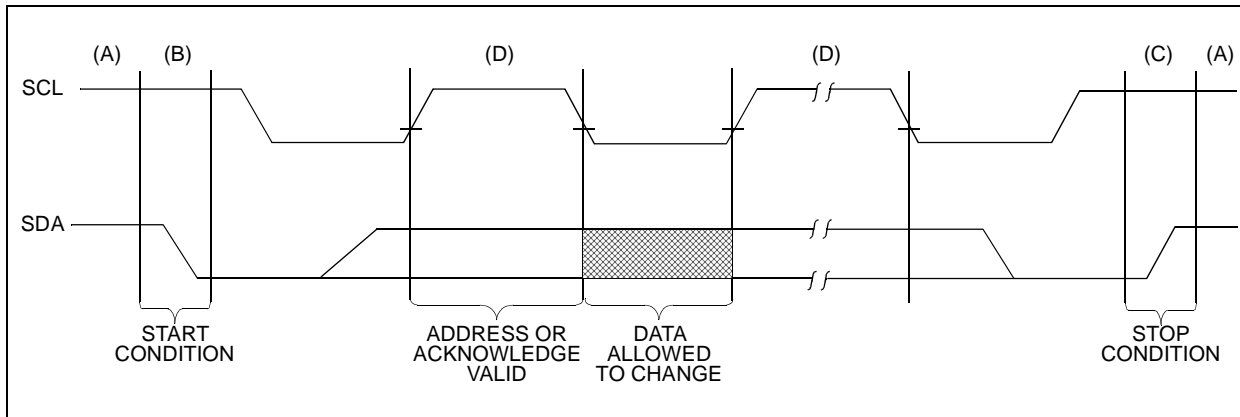 (A) (B) (D) (D) (C) (A)
SCL
SDA
START
CONDITION
ADDRESS OR
ACKNOWLEDGE
VALID
DATA
ALLOWED
TO CHANGE
STOP
CONDITION